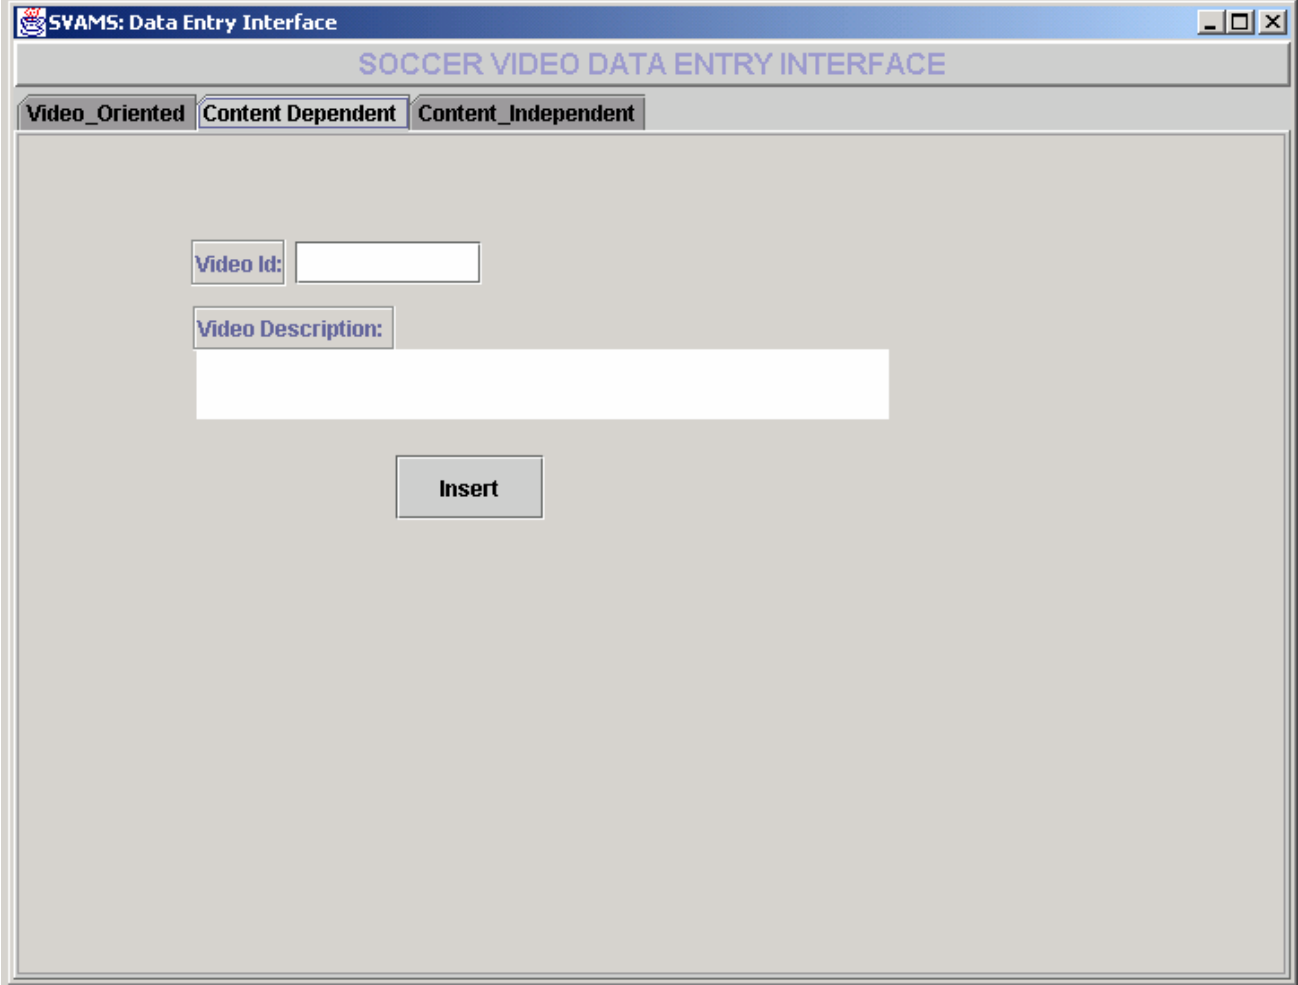 SVAMS: Data Entry Interface
SOCCER VIDEO DATA ENTRY INTERFACE
Video_Oriented Content Dependent Content_Independent
Video Id:
Video Description:
Insert